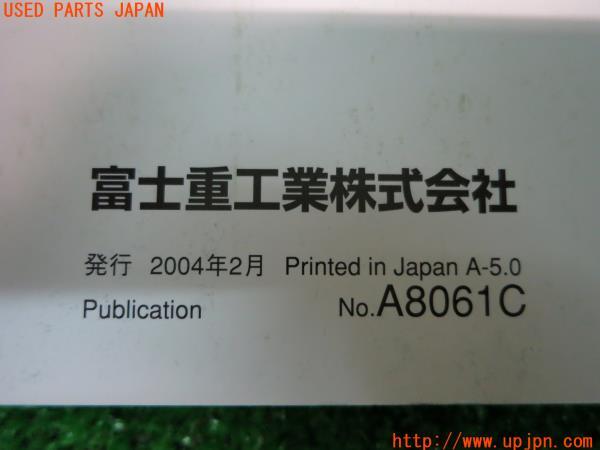 USED PARTS JAPAN
富士重工業株式会社
発行 2004年2月 Printed in Japan A-5.0
Publication No.A8061C
http://www.upjpn.com/